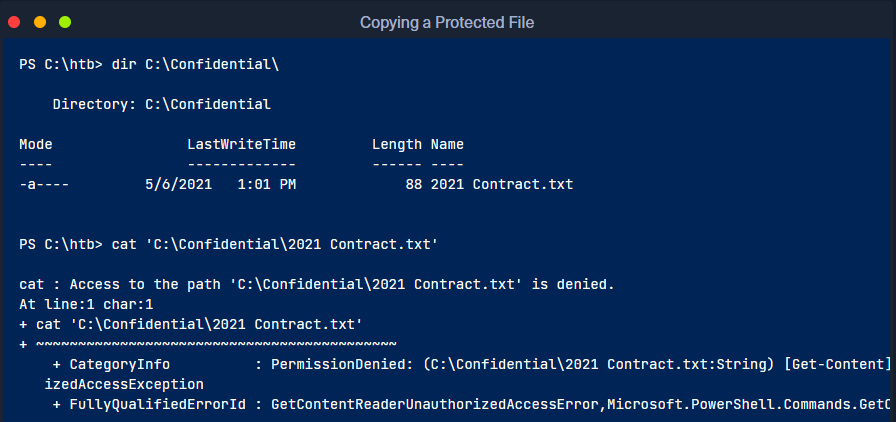 Copying a Protected File
PS C:\htb> dir C:\Confidential\
Directory: C:\Confidential
Mode LastWriteTime Length Name
---- ------------- ------ ----
-a---- 5/6/2021 1:01 PM 88 2021 Contract.txt
PS C:\htb> cat 'C:\Confidential\2021 Contract.txt'
cat : Access to the path 'C:\Confidential\2021 Contract.txt' is denied.
At line:1 char:1
+ cat 'C:\Confidential\2021 Contract.txt'
+ ~~~~~~~~~~~~~~~~~~~~~~~~~~~~~~~~~~~~~~~~~~~
+ CategoryInfo : PermissionDenied: (C:\Confidential\2021 Contract.txt:String) [Get-Content]
izedAccessException
+ FullyQualifiedErrorId : GetContentReaderUnauthorizedAccessError,Microsoft.PowerShell.Commands.GetC